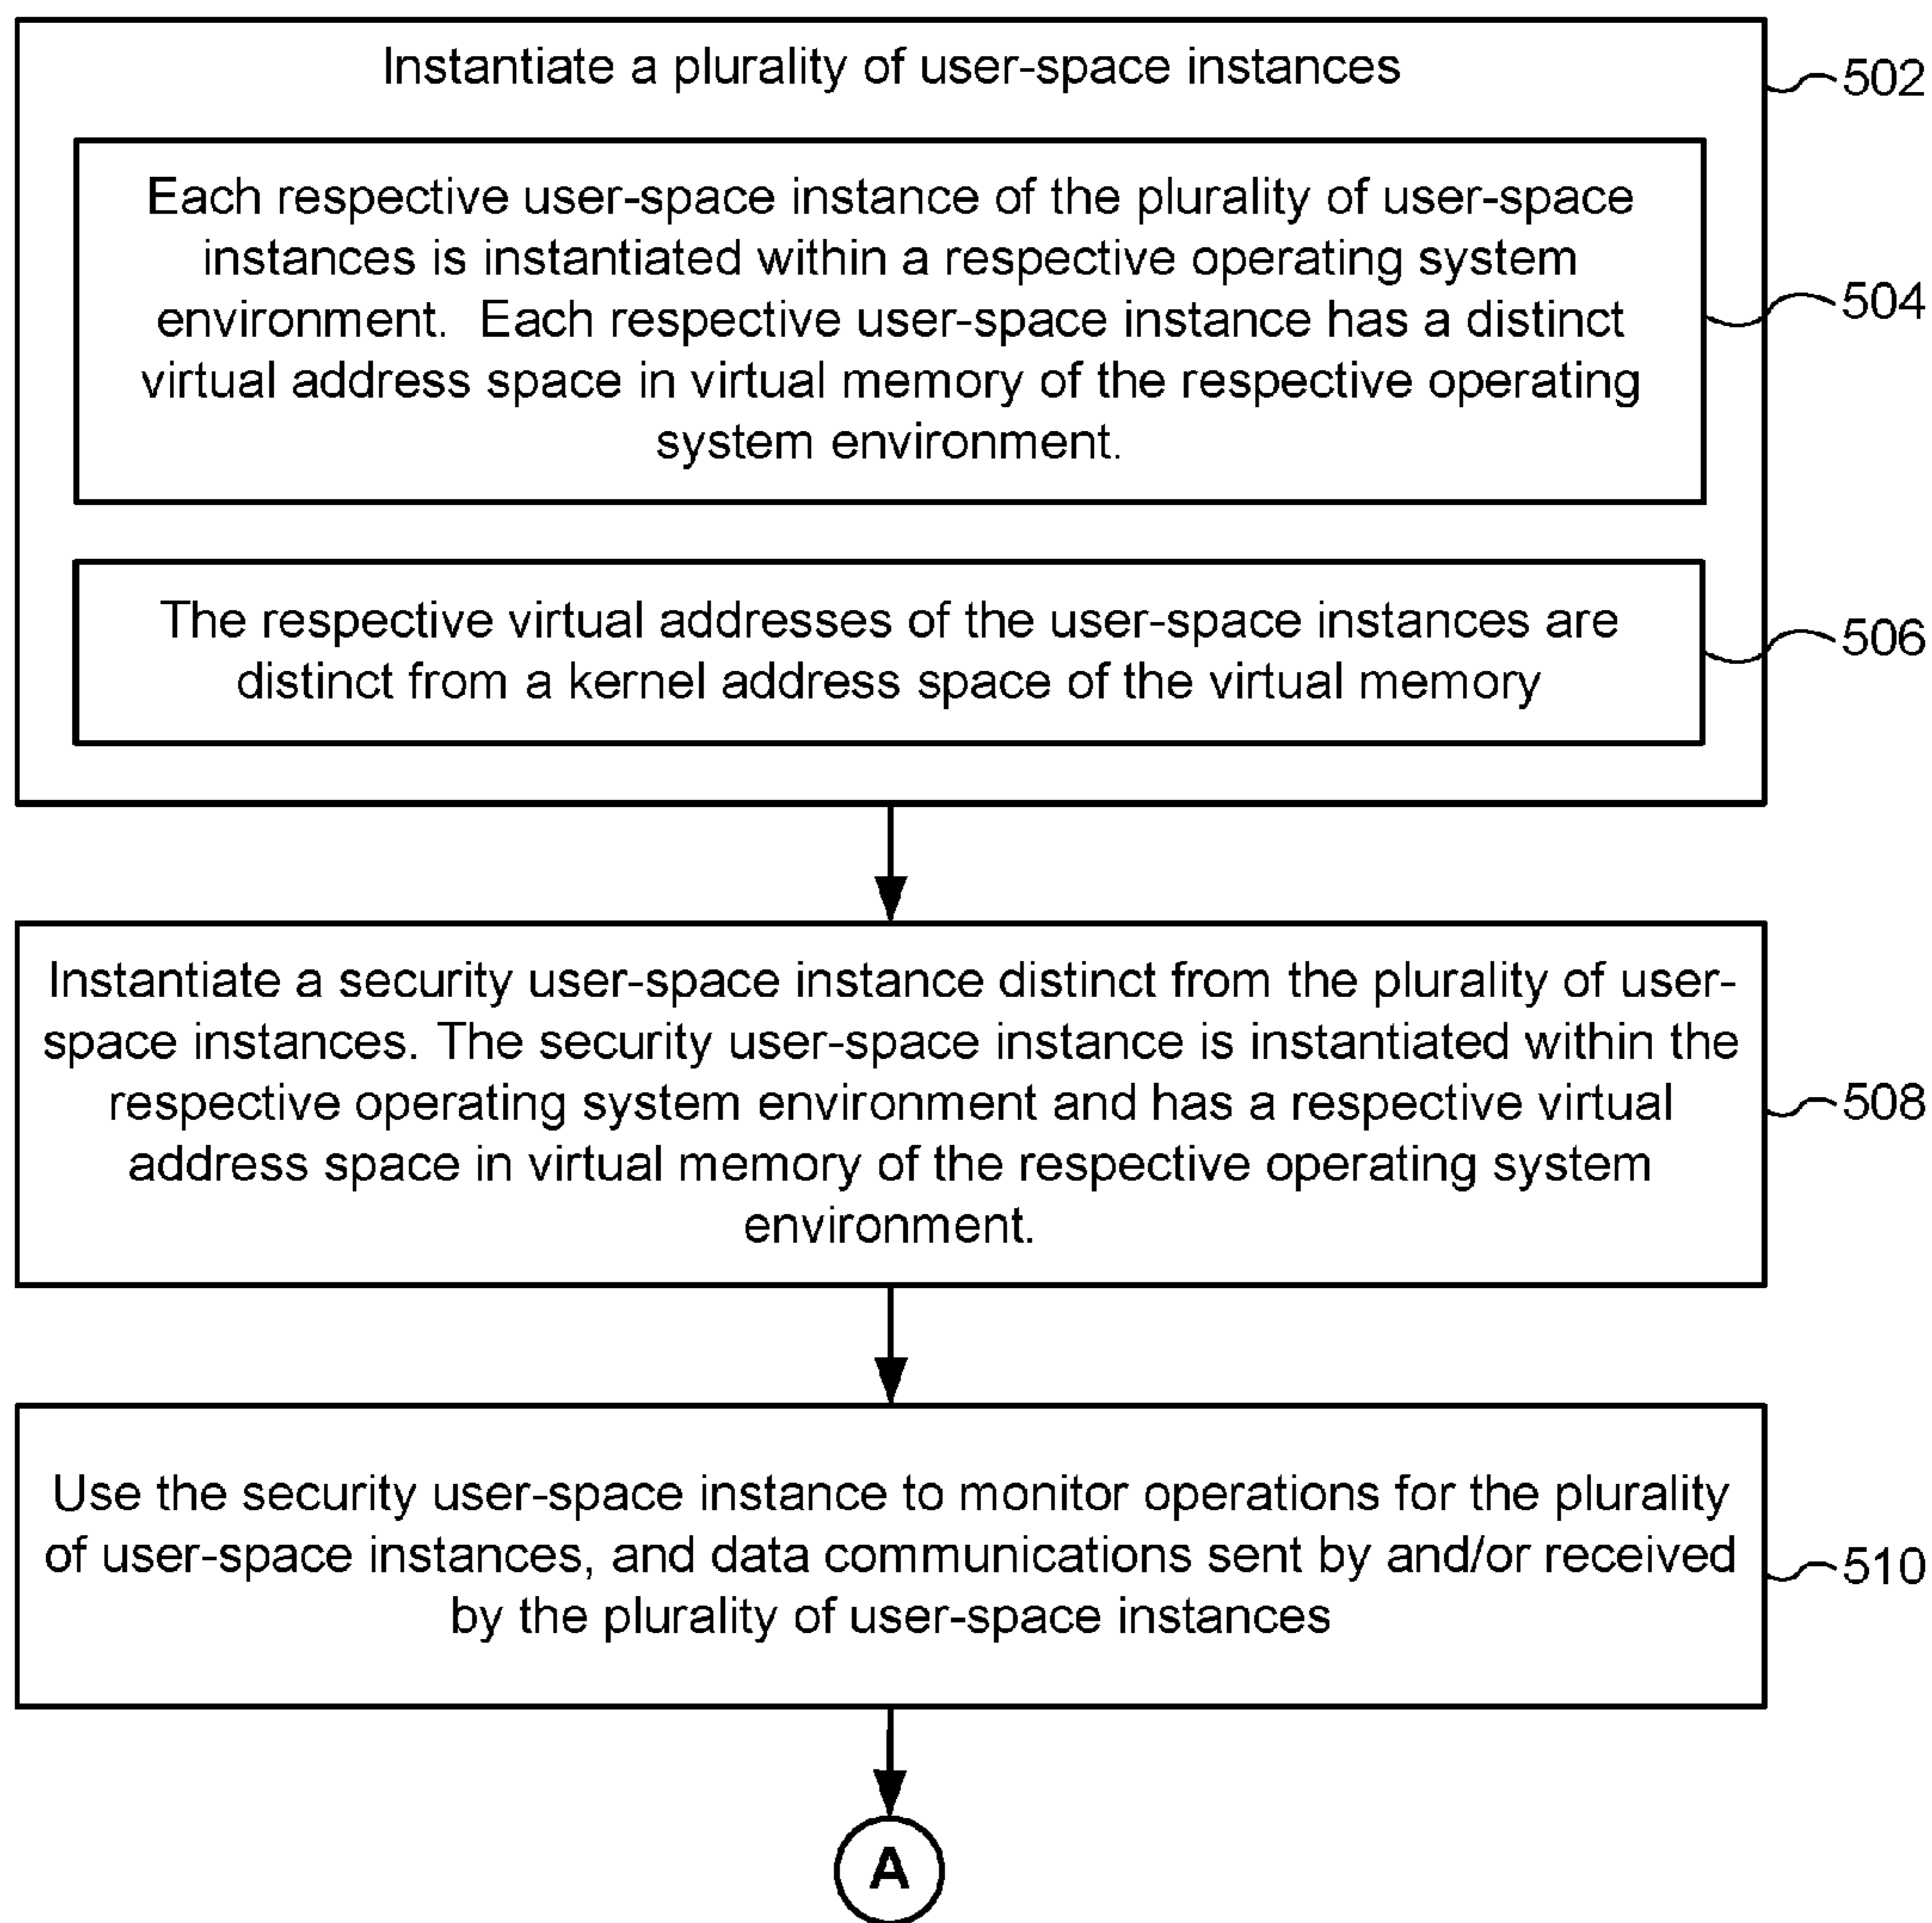 Instantiate a plurality of user-space instances
502
Each respective user-space instance of the plurality of user-space
instances is instantiated within a respective operating system
environment. Each respective user-space instance has a distinct
virtual address space in virtual memory of the respective operating
system environment.
504
The respective virtual addresses of the user-space instances are
distinct from a kernel address space of the virtual memory
506
Instantiate a security user-space instance distinct from the plurality of user-
space instances. The security user-space instance is instantiated within the
respective operating system environment and has a respective virtual
address space in virtual memory of the respective operating system
environment.
508
Use the security user-space instance to monitor operations for the plurality
of user-space instances, and data communications sent by and/or received
by the plurality of user-space instances
510
A